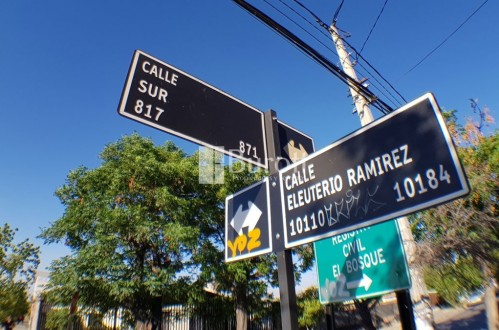 CALLE
SUR
817
871
CALLE
ELEUTERIO RAMIREZ
10110
10184
REGISTRO
CIVIL
EL BOSQUE